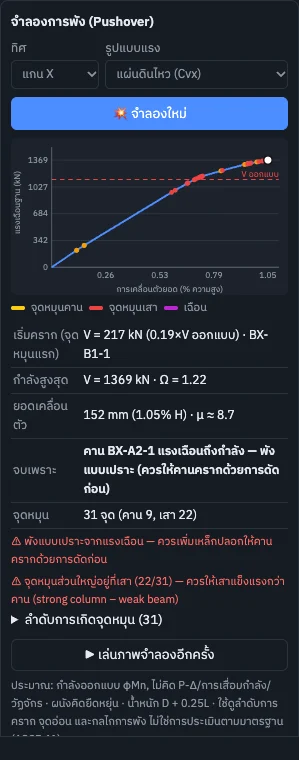 จำลองการพัง (Pushover)
ทิศ
รูปแบบแรง
แกน X
แผ่นดินไหว (Cvx)
💥 จำลองใหม่
แรงเฉือนฐาน (kN)
1369
1027
684
342
0
V ออกแบบ
0.26
0.53
0.79
1.05
การเคลื่อนตัวยอด (% ความสูง)
จุดหมุนคาน
จุดหมุนเสา
เฉือน
เริ่มคราก (จุดหมุนแรก)
V = 217 kN (0.19×V ออกแบบ) · BX-B1-1
กำลังสูงสุด
V = 1369 kN · Ω = 1.22
ยอดเคลื่อนตัว
152 mm (1.05% H) · μ ≈ 8.7
จบเพราะ
คาน BX-A2-1 แรงเฉือนถึงกำลัง — พังแบบเปราะ (ควรให้คานครากด้วยการดัดก่อน)
จุดหมุน
31 จุด (คาน 9, เสา 22)
⚠ พังแบบเปราะจากแรงเฉือน — ควรเพิ่มเหล็กปลอกให้คานครากด้วยการดัดก่อน
⚠ จุดหมุนส่วนใหญ่อยู่ที่เสา (22/31) — ควรให้เสาแข็งแรงกว่าคาน (strong column – weak beam)
▶ ลำดับการเกิดจุดหมุน (31)
▶ เล่นภาพจำลองอีกครั้ง
ประมาณ: กำลังออกแบบ φMn, ไม่คิด P-Δ/การเสื่อมกำลัง/วัฏจักร · ผนังคิดยืดหยุ่น · น้ำหนัก D + 0.25L · ใช้ดูลำดับการคราก จุดอ่อน และกลไกการพัง ไม่ใช่การประเมินตามมาตรฐาน